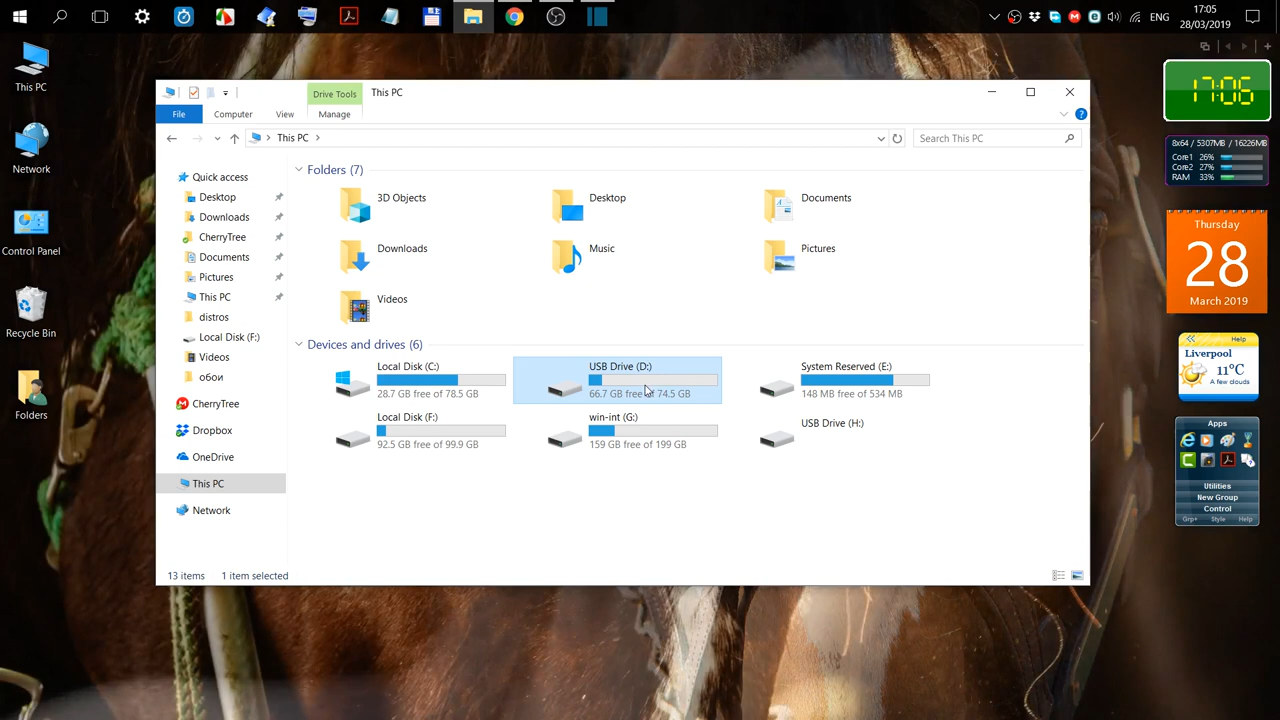 ENG
17:05
28/03/2019
This PC
Network
Control Panel
Recycle Bin
Folders
Drive Tools
This PC
File
Computer
View
Manage
This PC
Search This PC
Quick access
Desktop
Downloads
CherryTree
Documents
Pictures
This PC
distros
Local Disk (F:)
Videos
обои
CherryTree
Dropbox
OneDrive
This PC
Network
Folders (7)
3D Objects
Desktop
Documents
Downloads
Music
Pictures
Videos
Devices and drives (6)
Local Disk (C:)
28.7 GB free of 78.5 GB
USB Drive (D:)
66.7 GB free of 74.5 GB
System Reserved (E:)
148 MB free of 534 MB
Local Disk (F:)
92.5 GB free of 99.9 GB
win-int (G:)
159 GB free of 199 GB
USB Drive (H:)
13 items
1 item selected
17:06
8x64 / 5307MB / 16226MB
Core1 26%
Core2 27%
RAM 33%
Thursday
28
March 2019
Help
Liverpool
11°C
A few clouds
Apps
Utilities
New Group
Control
Grp+ Style Help